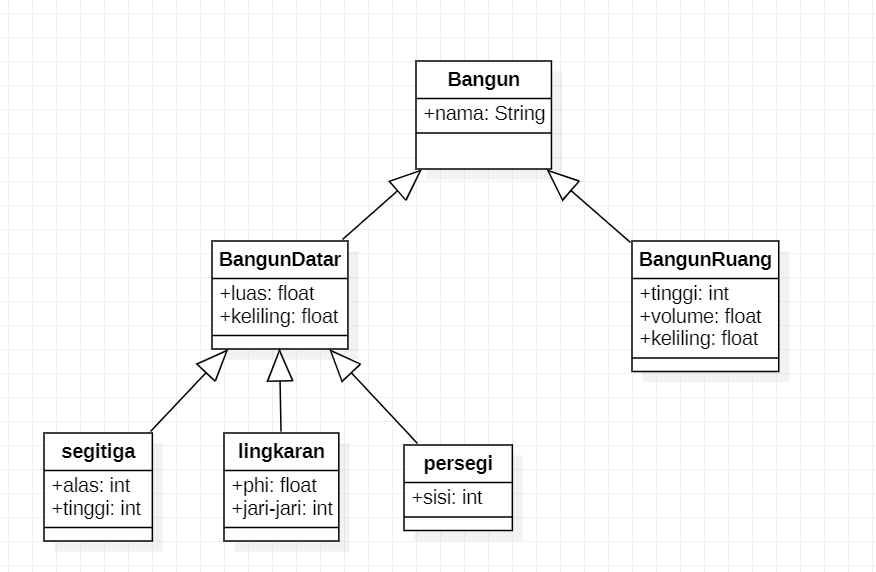 Bangun
+nama: String
BangunDatar
+luas: float
+keliling: float
BangunRuang
+tinggi: int
+volume: float
+keliling: float
segitiga
+alas: int
+tinggi: int
lingkaran
+phi: float
+jari-jari: int
persegi
+sisi: int